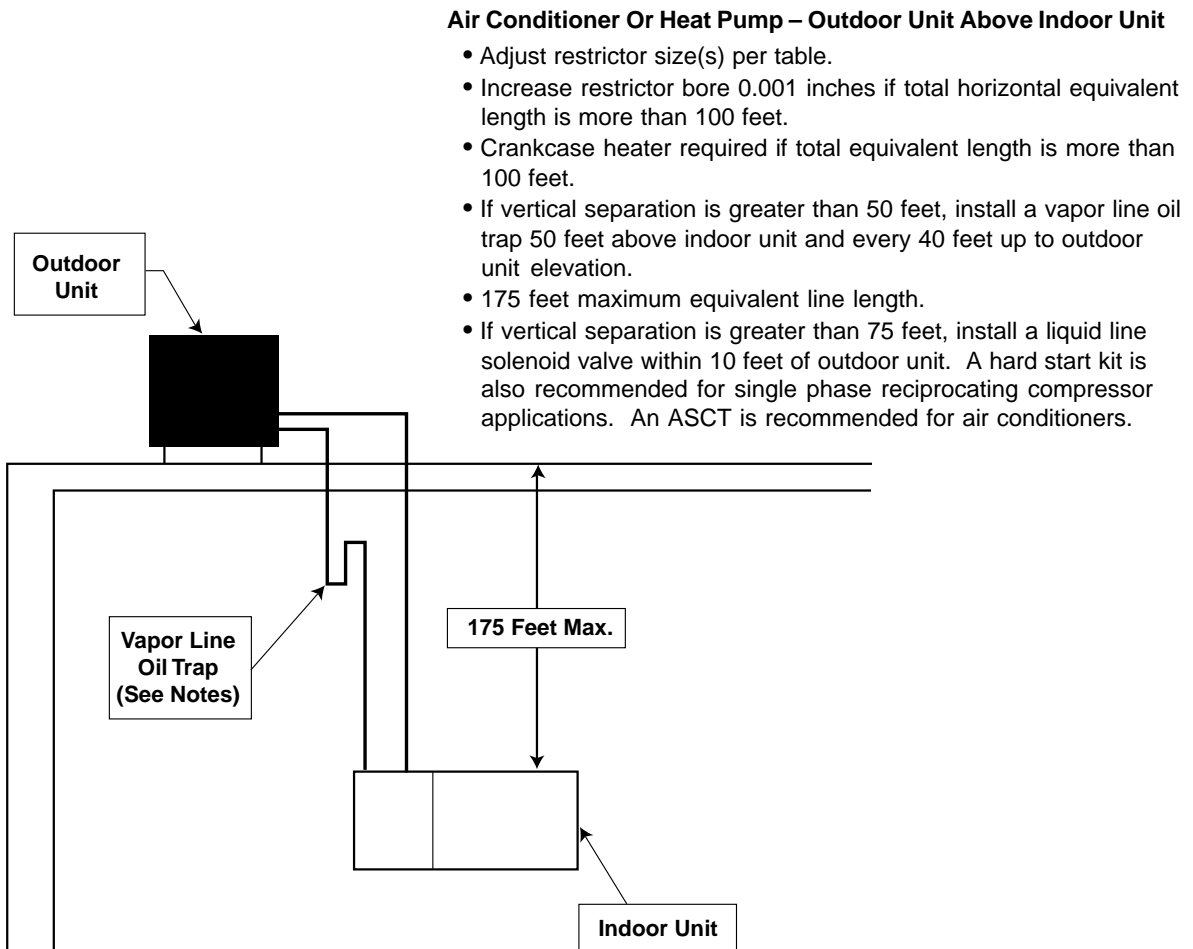 Air Conditioner Or Heat Pump – Outdoor Unit Above Indoor Unit
• Adjust restrictor size(s) per table.
• Increase restrictor bore 0.001 inches if total horizontal equivalent
length is more than 100 feet.
• Crankcase heater required if total equivalent length is more than
100 feet.
• If vertical separation is greater than 50 feet, install a vapor line oil
trap 50 feet above indoor unit and every 40 feet up to outdoor
unit elevation.
• 175 feet maximum equivalent line length.
• If vertical separation is greater than 75 feet, install a liquid line
solenoid valve within 10 feet of outdoor unit.  A hard start kit is
also recommended for single phase reciprocating compressor
applications.  An ASCT is recommended for air conditioners.
Outdoor
Unit
175 Feet Max.
Vapor Line
Oil Trap
(See Notes)
Indoor Unit